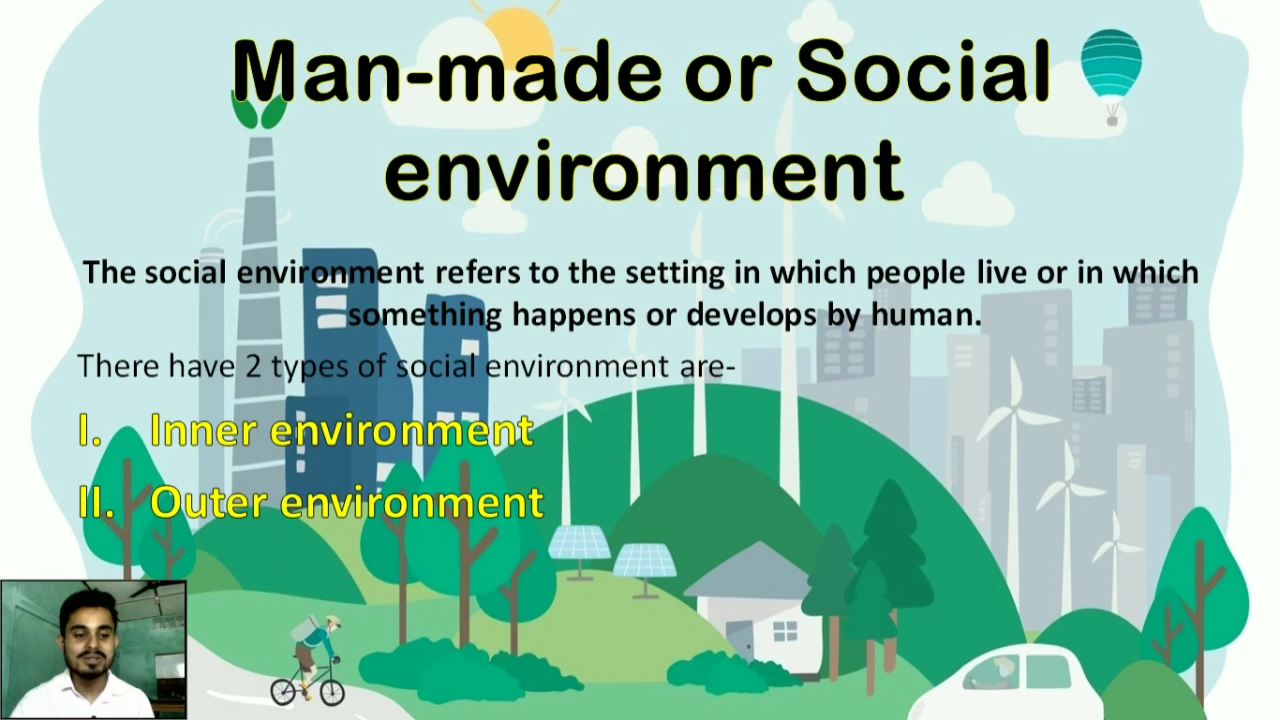 Man-made or Social
environment
The social environment refers to the setting in which people live or in which
something happens or develops by human.
There have 2 types of social environment are-
I. Inner environment
II. Outer environment